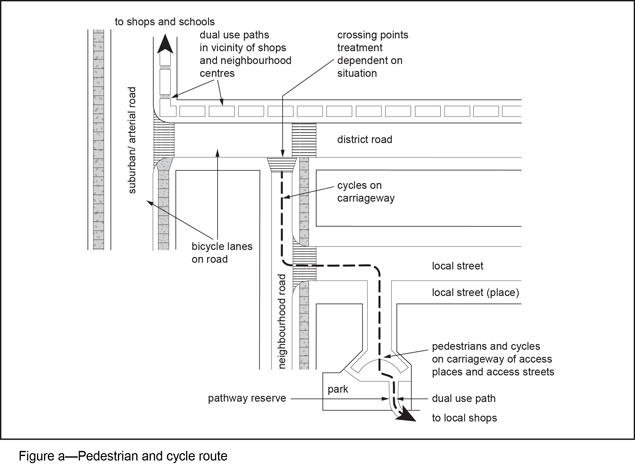 to shops and schools
dual use paths
in vicinity of shops
and neighbourhood
centres
crossing points
treatment
dependent on
situation
suburban/ arterial road
district road
cycles on
carriageway
bicycle lanes
on road
neighbourhood road
local street
local street (place)
pedestrians and cycles
on carriageway of access
places and access streets
park
pathway reserve
dual use path
to local shops
Figure a—Pedestrian and cycle route